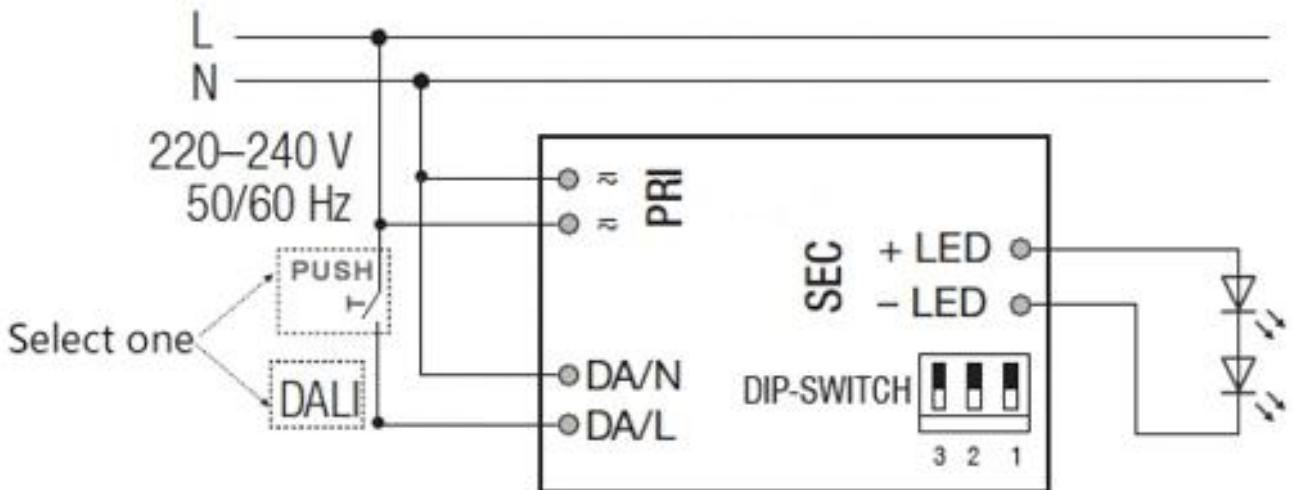 L
N
220–240 V
50/60 Hz
PUSH
Select one
DALI
≂ PRI
≂
SEC
+ LED
– LED
DA/N
DA/L
DIP-SWITCH
3 2 1